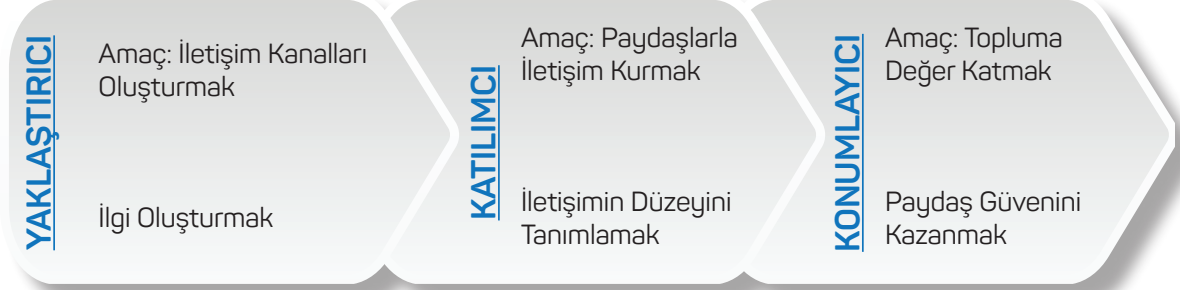 YAKLAŞTIRICI
Amaç: İletişim Kanalları
Oluşturmak
İlgi Oluşturmak
KATILIMCI
Amaç: Paydaşlarla
İletişim Kurmak
İletişimin Düzeyini
Tanımlamak
KONUMLAYICI
Amaç: Topluma
Değer Katmak
Paydaş Güvenini
Kazanmak